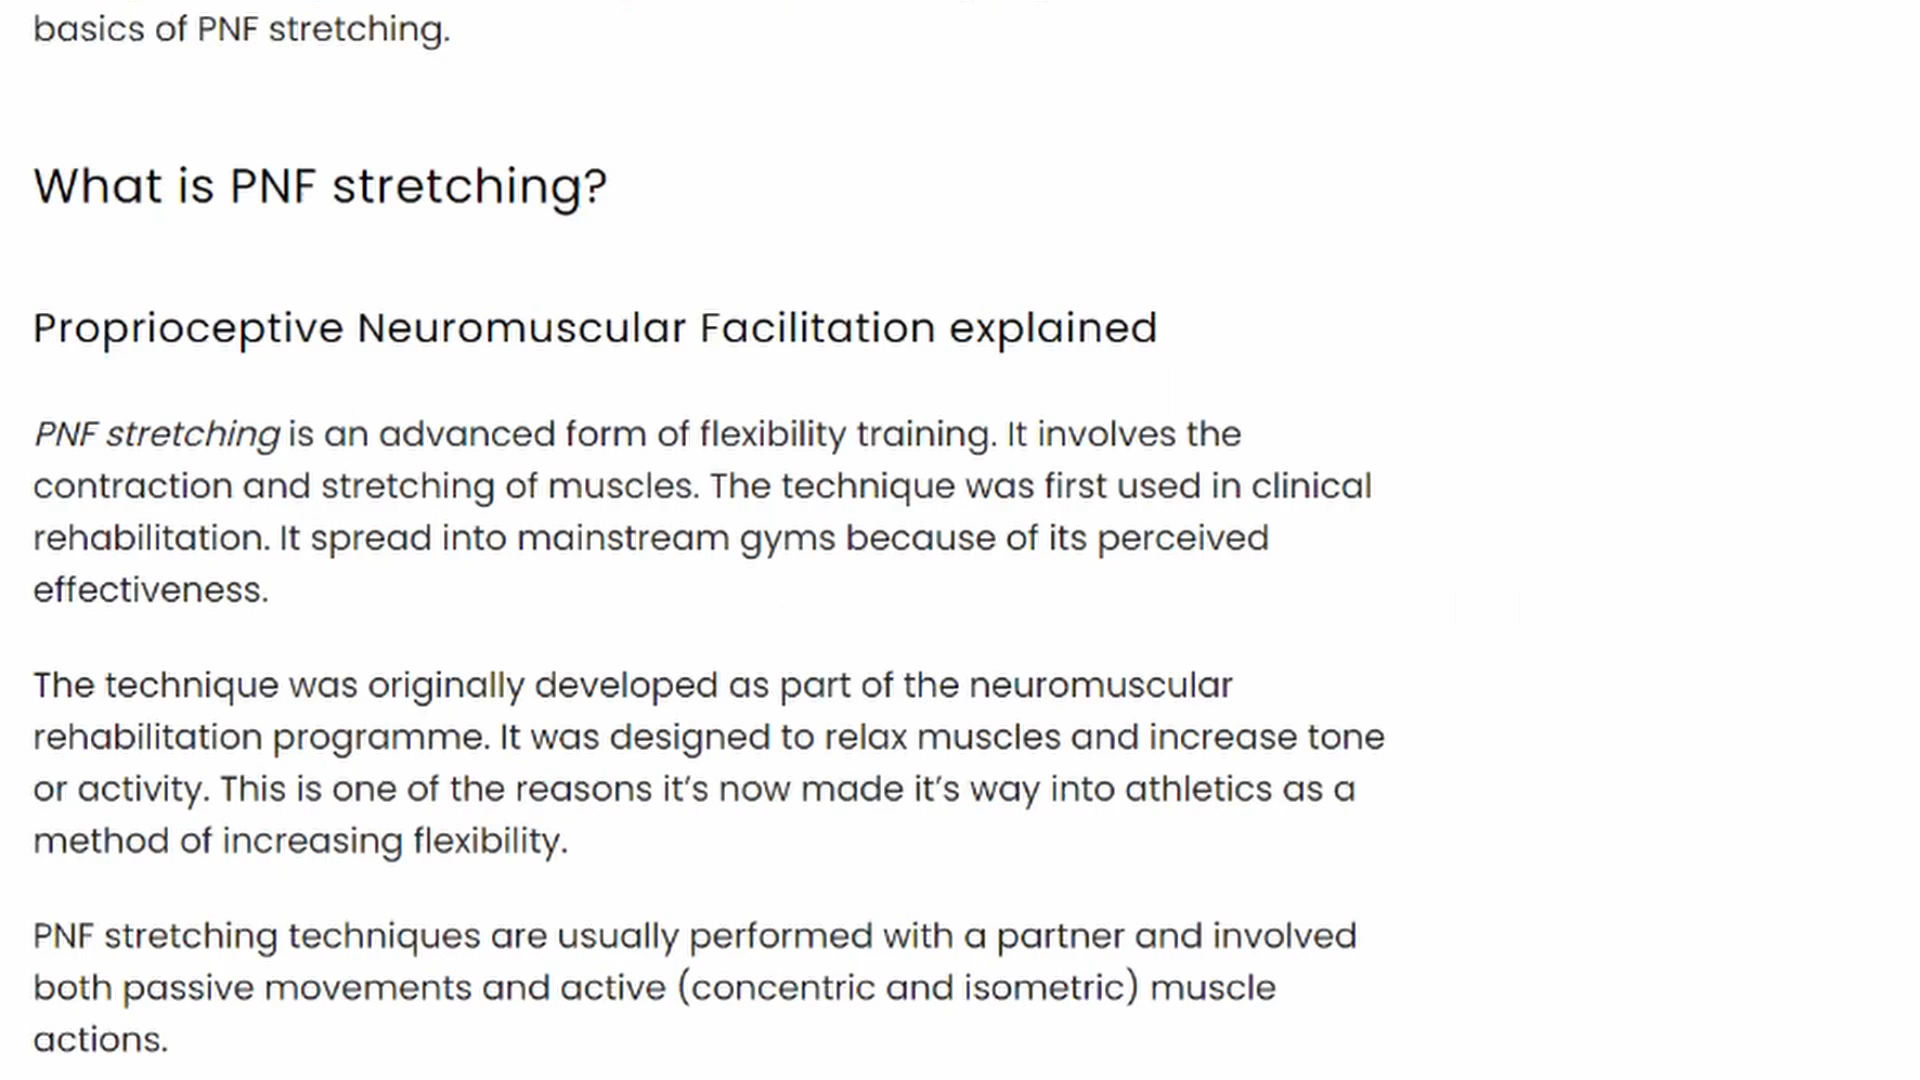 basics of PNF stretching.
What is PNF stretching?
Proprioceptive Neuromuscular Facilitation explained
PNF stretching is an advanced form of flexibility training. It involves the
contraction and stretching of muscles. The technique was first used in clinical
rehabilitation. It spread into mainstream gyms because of its perceived
effectiveness.
The technique was originally developed as part of the neuromuscular
rehabilitation programme. It was designed to relax muscles and increase tone
or activity. This is one of the reasons it’s now made it’s way into athletics as a
method of increasing flexibility.
PNF stretching techniques are usually performed with a partner and involved
both passive movements and active (concentric and isometric) muscle
actions.